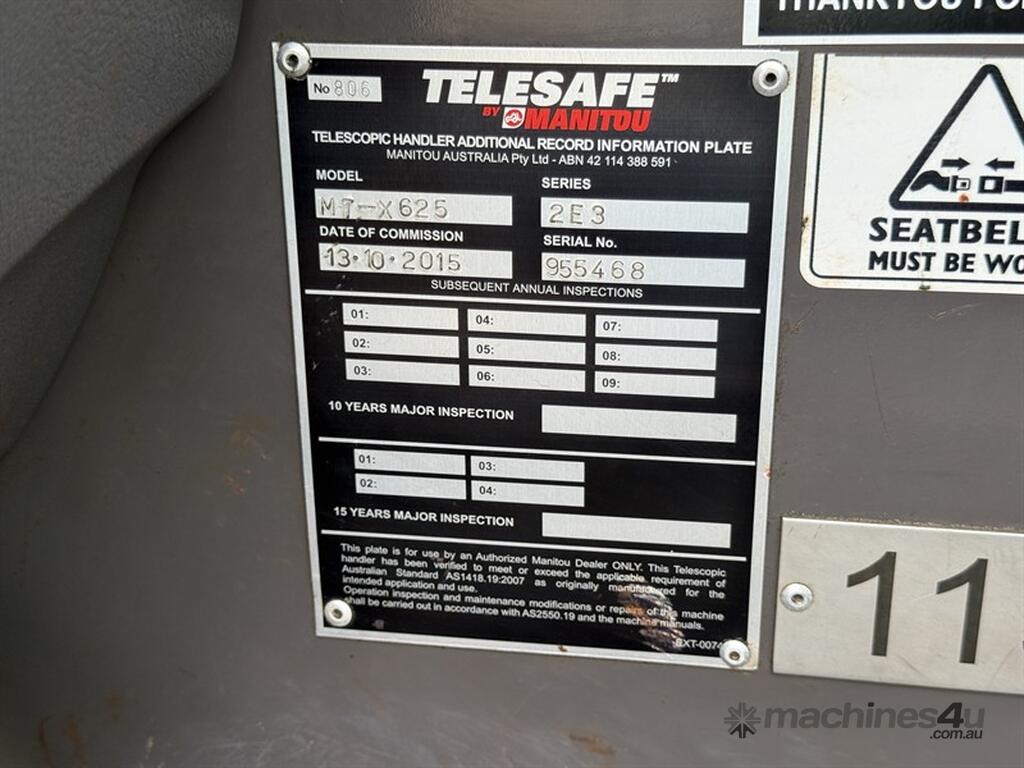 No 806
TELESAFE™
BY MANITOU
TELESCOPIC HANDLER ADDITIONAL RECORD INFORMATION PLATE
MANITOU AUSTRALIA Pty Ltd - ABN 42 114 388 591
MODEL SERIES
MT-X625 2E3
DATE OF COMMISSION SERIAL No.
13·10·2015 955468
SUBSEQUENT ANNUAL INSPECTIONS
01: 04: 07:
02: 05: 08:
03: 06: 09:
10 YEARS MAJOR INSPECTION
01: 03:
02: 04:
15 YEARS MAJOR INSPECTION
This plate is for use by an Authorized Manitou Dealer ONLY. This Telescopic
handler has been verified to meet or exceed the applicable requirement of
Australian Standard AS1418.19:2007 as originally manufactured for the
intended application and use.
Operation inspection and maintenance modifications or repairs of this machine
shall be carried out in accordance with AS2550.19 and the machine manuals.
SEATBEL
MUST BE WO
11
machines4u
.com.au